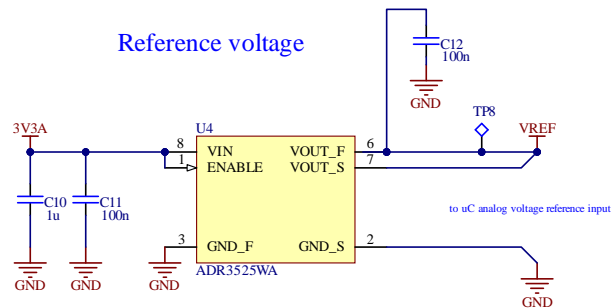 Reference voltage
C12
100n
GND
TP8
VREF
3V3A
U4
8 VIN VOUT_F 6
1 ENABLE VOUT_S 7
C10
1u
C11
100n
to uC analog voltage reference input
3 GND_F GND_S 2
ADR3525WA
GND GND GND GND